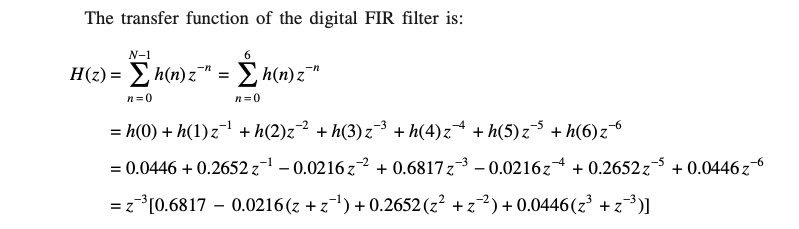 The transfer function of the digital FIR filter is:
H(z) = \sum_{n=0}^{N-1} h(n) z^{-n} = \sum_{n=0}^{6} h(n) z^{-n}
= h(0) + h(1) z^{-1} + h(2) z^{-2} + h(3) z^{-3} + h(4) z^{-4} + h(5) z^{-5} + h(6) z^{-6}
= 0.0446 + 0.2652 z^{-1} − 0.0216 z^{-2} + 0.6817 z^{-3} − 0.0216 z^{-4} + 0.2652 z^{-5} + 0.0446 z^{-6}
= z^{-3}[0.6817 − 0.0216 (z + z^{-1}) + 0.2652 (z^{2} + z^{-2}) + 0.0446 (z^{3} + z^{-3})]